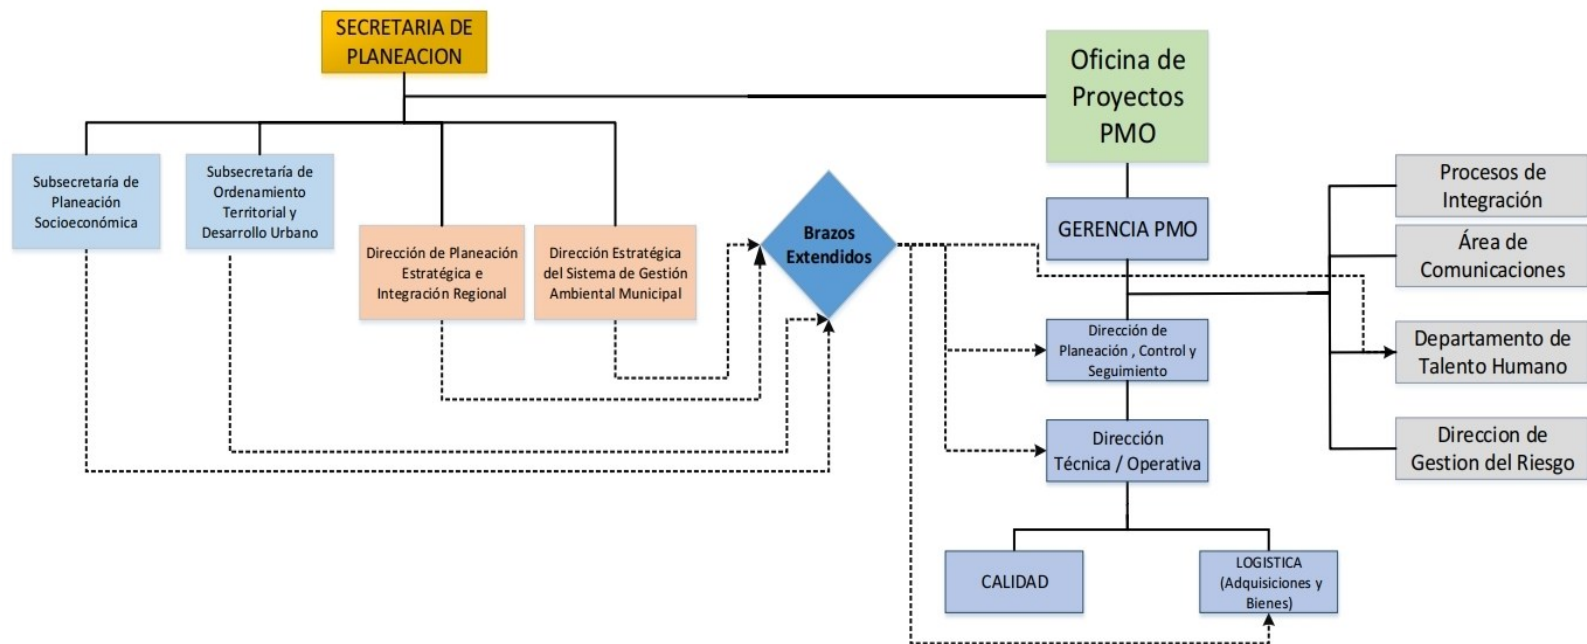 SECRETARIA DE
PLANEACION
Oficina de
Proyectos
PMO
Subsecretaría de
Planeación
Socioeconómica
Subsecretaría de
Ordenamiento
Territorial y
Desarrollo Urbano
Dirección de Planeación
Estratégica e
Integración Regional
Dirección Estratégica
del Sistema de Gestión
Ambiental Municipal
Brazos
Extendidos
GERENCIA PMO
Dirección de
Planeación , Control y
Seguimiento
Dirección
Técnica / Operativa
CALIDAD
LOGISTICA
(Adquisiciones y
Bienes)
Procesos de
Integración
Área de
Comunicaciones
Departamento de
Talento Humano
Direccion de
Gestion del Riesgo